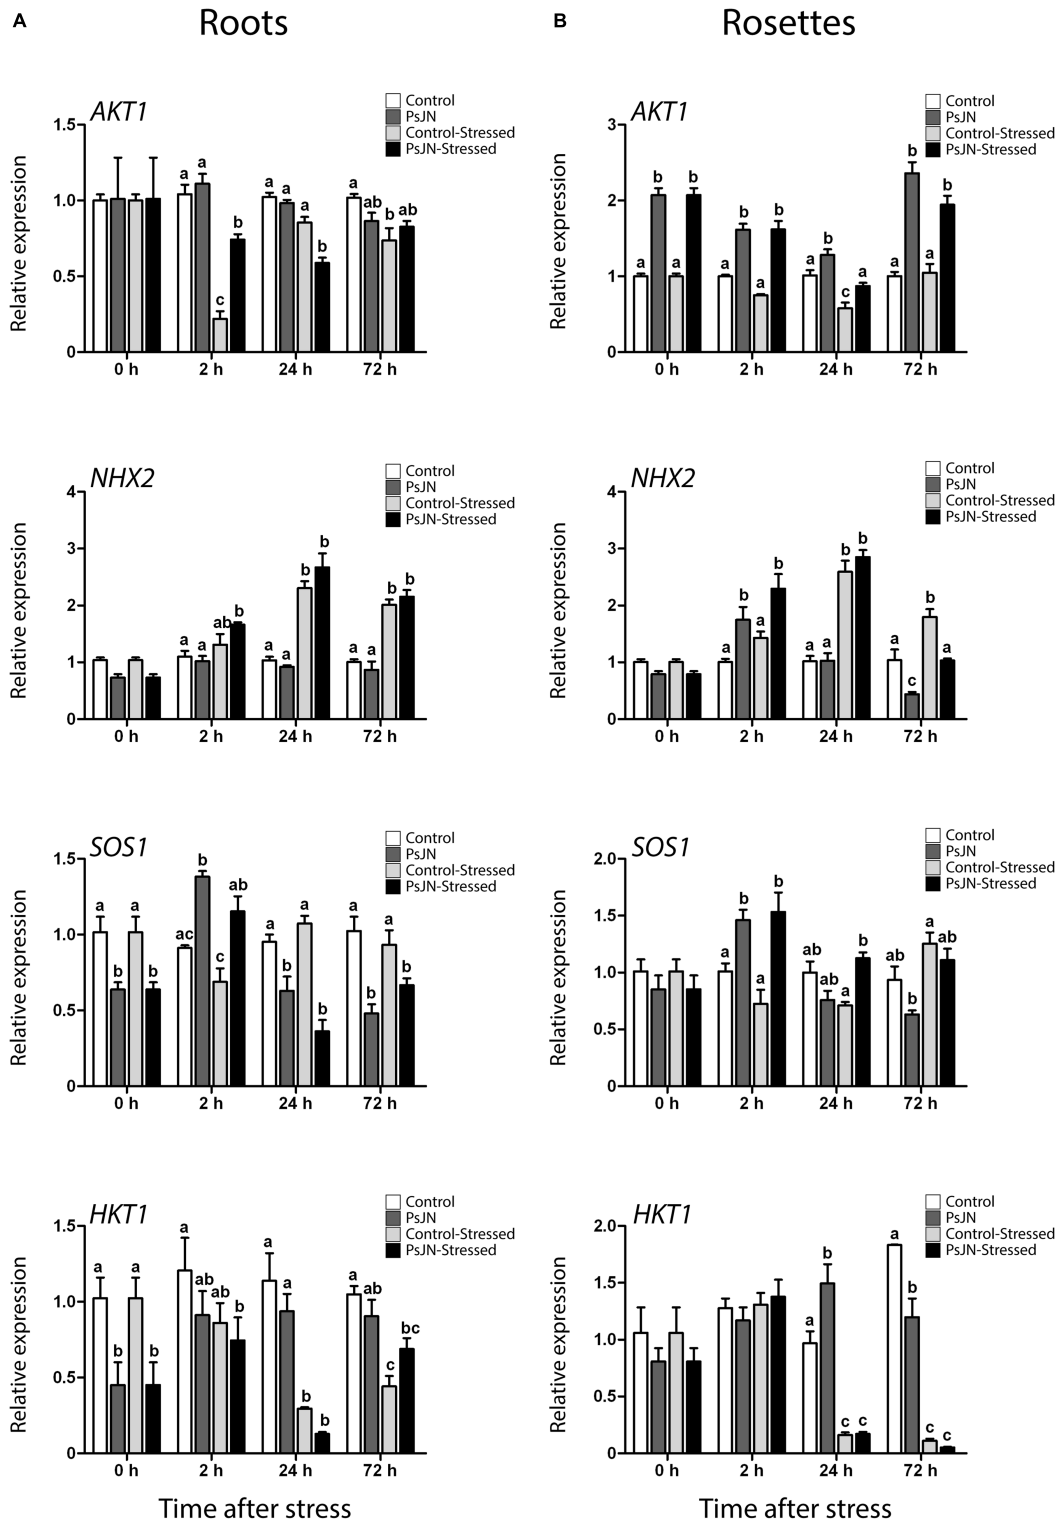 A Roots
B Rosettes
AKT1
Control
PsJN
Control-Stressed
PsJN-Stressed
Relative expression
1.5
1.0
0.5
0
a a c b
a a a b
a ab b ab
0 h 2 h 24 h 72 h
AKT1
Control
PsJN
Control-Stressed
PsJN-Stressed
Relative expression
3
2
1
0
a b a b
a b a b
a b c a
a b a b
0 h 2 h 24 h 72 h
NHX2
Control
PsJN
Control-Stressed
PsJN-Stressed
Relative expression
4
3
2
1
0
a a ab b
a a b b
a a b b
0 h 2 h 24 h 72 h
NHX2
Control
PsJN
Control-Stressed
PsJN-Stressed
Relative expression
4
3
2
1
0
a b a b
a a b b
a c b a
0 h 2 h 24 h 72 h
SOS1
Control
PsJN
Control-Stressed
PsJN-Stressed
Relative expression
1.5
1.0
0.5
0
a b a b
ac b c ab
a b a b
a b a b
0 h 2 h 24 h 72 h
SOS1
Control
PsJN
Control-Stressed
PsJN-Stressed
Relative expression
2.0
1.5
1.0
0.5
0
a b a b
ab ab a b
ab b a ab
0 h 2 h 24 h 72 h
HKT1
Control
PsJN
Control-Stressed
PsJN-Stressed
Relative expression
1.5
1.0
0.5
0
a b a b
a ab ab b
a a b b
a ab c bc
0 h 2 h 24 h 72 h
Time after stress
HKT1
Control
PsJN
Control-Stressed
PsJN-Stressed
Relative expression
2.0
1.5
1.0
0.5
0
a b c c
a b c c
0 h 2 h 24 h 72 h
Time after stress